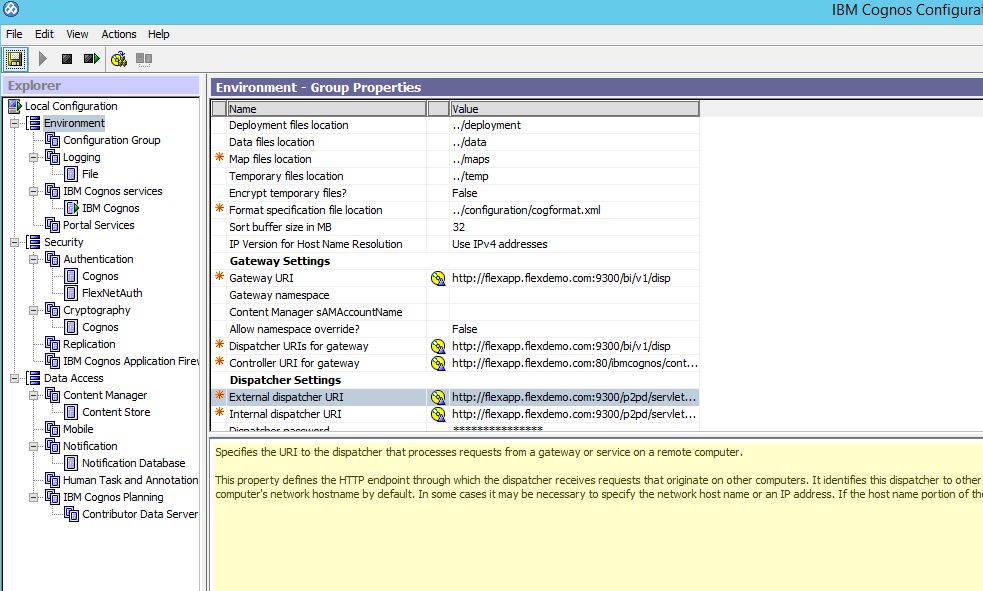 IBM Cognos Configurat
File Edit View Actions Help
Explorer
Local Configuration
Environment
Configuration Group
Logging
File
IBM Cognos services
IBM Cognos
Portal Services
Security
Authentication
Cognos
FlexNetAuth
Cryptography
Cognos
Replication
IBM Cognos Application Firew
Data Access
Content Manager
Content Store
Mobile
Notification
Notification Database
Human Task and Annotation
IBM Cognos Planning
Contributor Data Server
Environment - Group Properties
Name Value
Deployment files location ../deployment
Data files location ../data
* Map files location ../maps
Temporary files location ../temp
Encrypt temporary files? False
* Format specification file location ../configuration/cogformat.xml
Sort buffer size in MB 32
IP Version for Host Name Resolution Use IPv4 addresses
Gateway Settings
* Gateway URI http://flexapp.flexdemo.com:9300/bi/v1/disp
Gateway namespace
Content Manager sAMAccountName
Allow namespace override? False
* Dispatcher URIs for gateway http://flexapp.flexdemo.com:9300/bi/v1/disp
* Controller URI for gateway http://flexapp.flexdemo.com:80/ibmcognos/cont...
Dispatcher Settings
* External dispatcher URI http://flexapp.flexdemo.com:9300/p2pd/servlet...
* Internal dispatcher URI http://flexapp.flexdemo.com:9300/p2pd/servlet...
Dispatcher password ***************
Specifies the URI to the dispatcher that processes requests from a gateway or service on a remote computer.
This property defines the HTTP endpoint through which the dispatcher receives requests that originate on other computers. It identifies this dispatcher to other
computer's network hostname by default. In some cases it may be necessary to specify the network host name or an IP address. If the host name portion of the